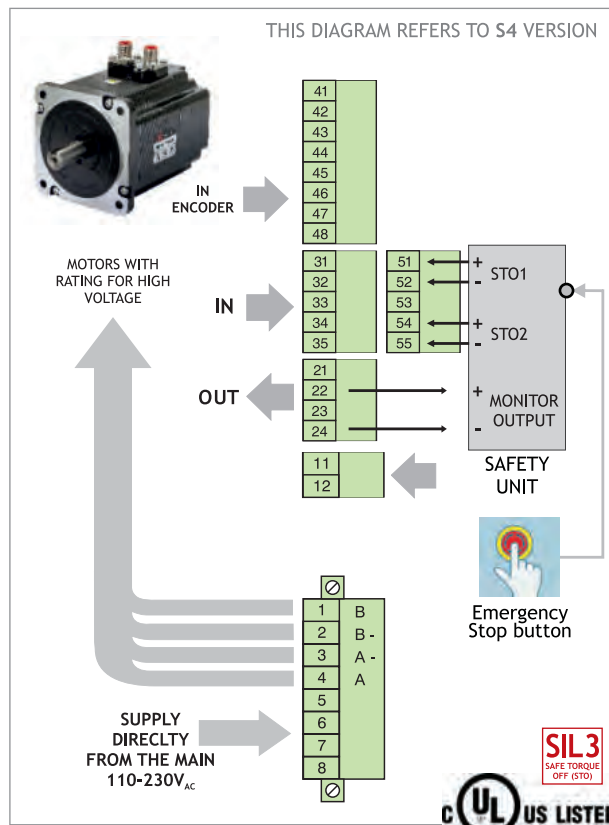 THIS DIAGRAM REFERS TO S4 VERSION
41
42
43
44
45
46
47
48
IN
ENCODER
MOTORS WITH
RATING FOR HIGH
VOLTAGE
31
32
33
34
35
IN
51
52
53
54
55
+
-
STO1
+
-
STO2
21
22
23
24
OUT
+
-
MONITOR
OUTPUT
11
12
SAFETY
UNIT
Emergency
Stop button
1 B
2 B -
3 A -
4 A
5
6
7
8
SUPPLY
DIRECLTY
FROM THE MAIN
110-230VAC
SIL3
SAFE TORQUE
OFF (STO)
C UL US LISTED